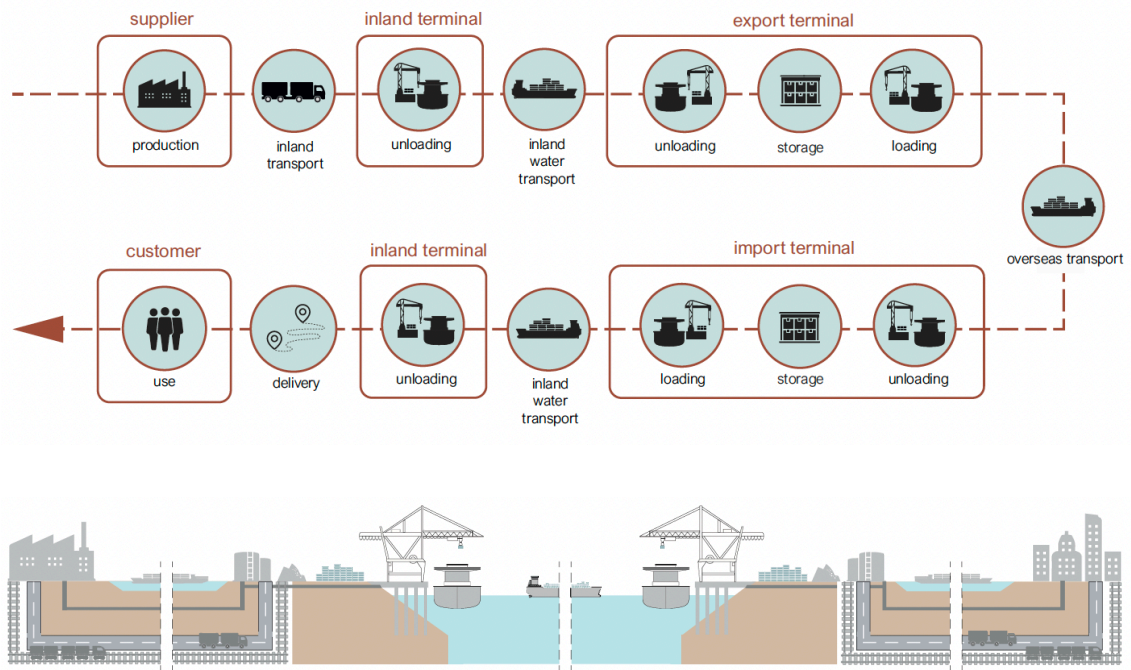 supplier
inland terminal
export terminal
production
inland
transport
unloading
inland
water
transport
unloading
storage
loading
overseas transport
customer
inland terminal
import terminal
use
delivery
unloading
inland
water
transport
loading
storage
unloading